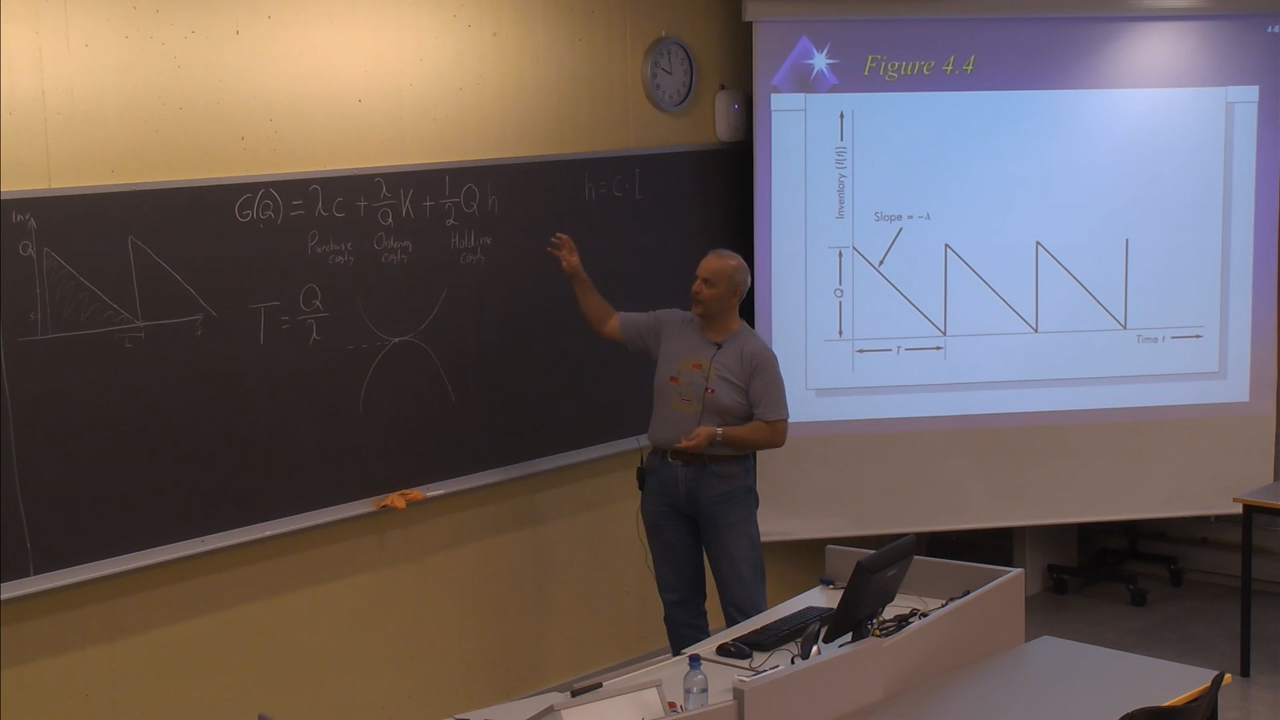 Inv
Q
G(Q) = λc + λ/Q K + 1/2 Q h
Purchase costs
Ordering costs
Holding costs
h = c · I
T = Q/λ
Figure 4.4
Inventory (I(t))
Slope = −λ
Q
T
Time t